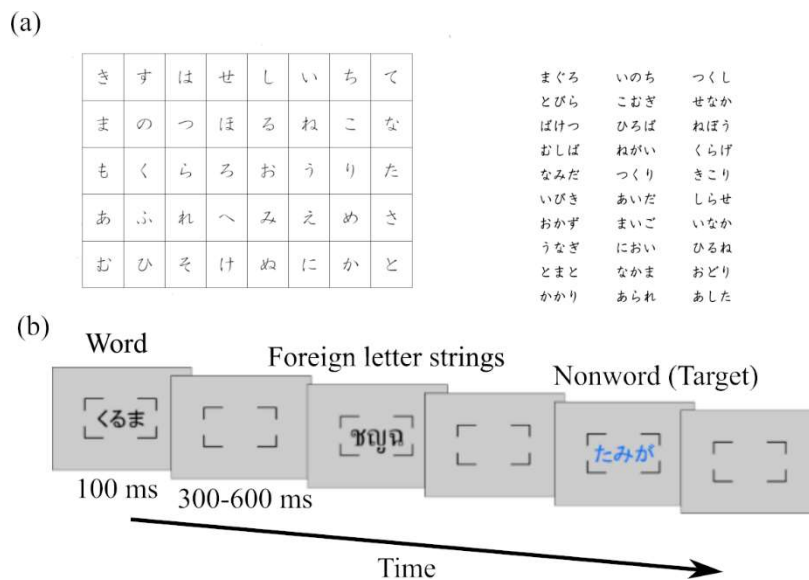 (a)
き す は せ し い ち て
ま の つ ほ る ね こ な
も く ら ろ お う り た
あ ふ れ へ み え め さ
む ひ そ け ぬ に か と
まぐろ いのち つくし
とびら こむぎ せなか
ばけつ ひろば ねぼう
むしば ねがい くらげ
なみだ つくり きこり
いびき あいだ しらせ
おかず まいご いなか
うなぎ におい ひるね
とまと なかま おどり
かかり あられ あした
(b)
Word
Foreign letter strings
Nonword (Target)
くるま
ชญฉ
たみが
100 ms
300-600 ms
Time